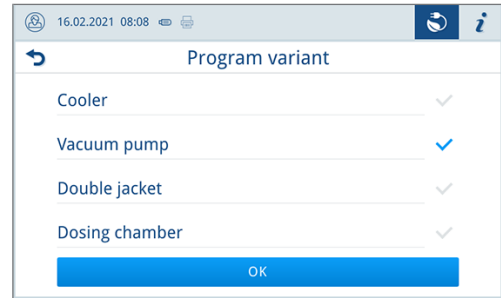 16.02.2021 08:08
i
Program variant
Cooler
Vacuum pump
Double jacket
Dosing chamber
OK